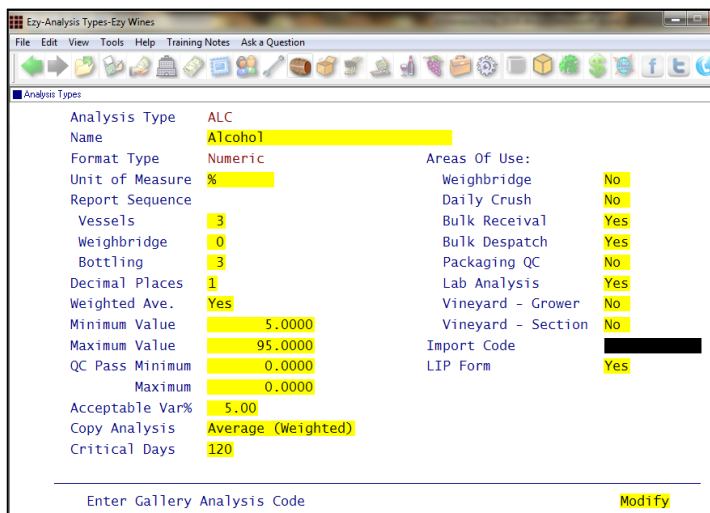 Ezy-Analysis Types-Ezy Wines
File Edit View Tools Help Training Notes Ask a Question
Analysis Types
Analysis Type ALC
Name Alcohol
Format Type Numeric Areas Of Use:
Unit of Measure % Weighbridge No
Report Sequence Daily Crush No
Vessels 3 Bulk Receival Yes
Weighbridge 0 Bulk Despatch Yes
Bottling 3 Packaging QC No
Decimal Places 1 Lab Analysis Yes
Weighted Ave. Yes Vineyard - Grower No
Minimum Value 5.0000 Vineyard - Section No
Maximum Value 95.0000 Import Code
QC Pass Minimum 0.0000 LIP Form Yes
Maximum 0.0000
Acceptable Var% 5.00
Copy Analysis Average (Weighted)
Critical Days 120
Enter Gallery Analysis Code Modify